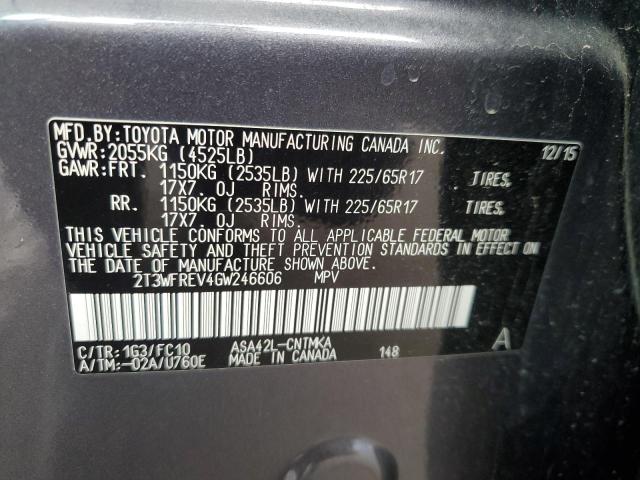 MFD.BY:TOYOTA MOTOR MANUFACTURING CANADA INC.
GVWR:2055KG (4525LB) 12/15
GAWR:FRT. 1150KG (2535LB) WITH 225/65R17 TIRES.
17X7. 0J RIMS.
RR. 1150KG (2535LB) WITH 225/65R17 TIRES.
17X7. 0J RIMS.
THIS VEHICLE CONFORMS TO ALL APPLICABLE FEDERAL MOTOR
VEHICLE SAFETY AND THEFT PREVENTION STANDARDS IN EFFECT ON
THE DATE OF MANUFACTURE SHOWN ABOVE.
2T3WFREV4GW246606 MPV
C/TR:1G3/FC10 ASA42L-CNTMKA 148 A
A/TM:-02A/U760E MADE IN CANADA